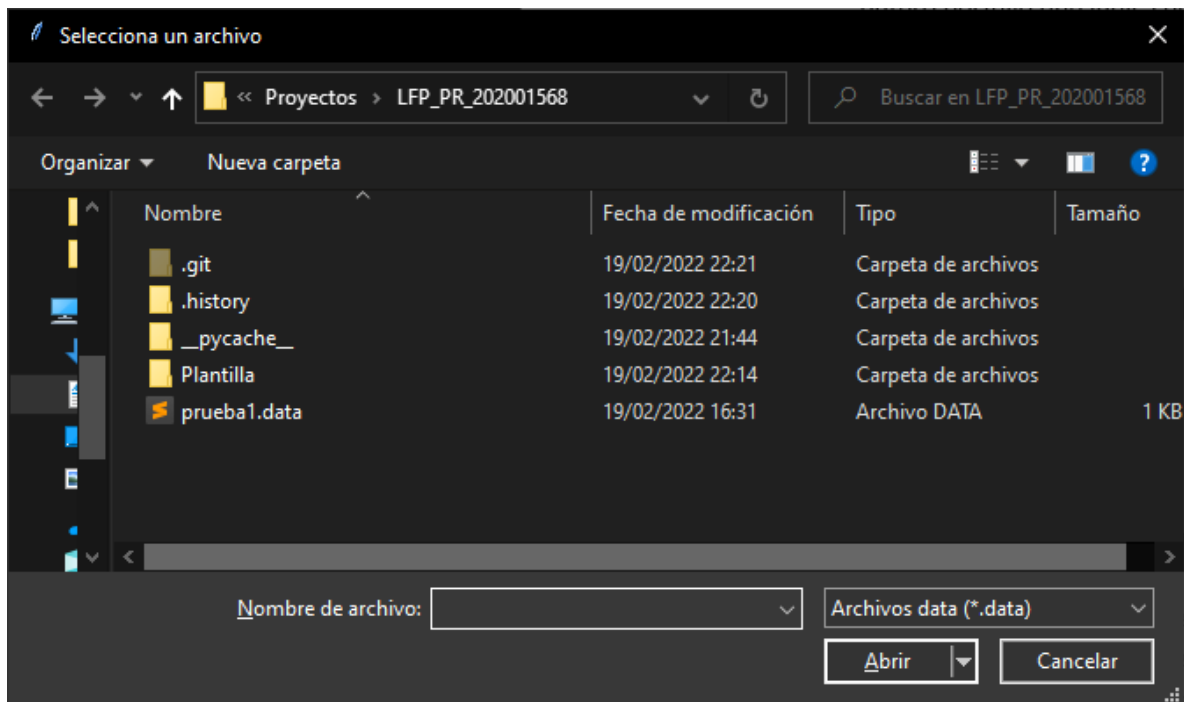 Selecciona un archivo
« Proyectos > LFP_PR_202001568
Buscar en LFP_PR_202001568
Organizar
Nueva carpeta
Nombre Fecha de modificación Tipo Tamaño
.git 19/02/2022 22:21 Carpeta de archivos
.history 19/02/2022 22:20 Carpeta de archivos
__pycache__ 19/02/2022 21:44 Carpeta de archivos
Plantilla 19/02/2022 22:14 Carpeta de archivos
prueba1.data 19/02/2022 16:31 Archivo DATA 1 KB
Nombre de archivo:
Archivos data (*.data)
Abrir
Cancelar